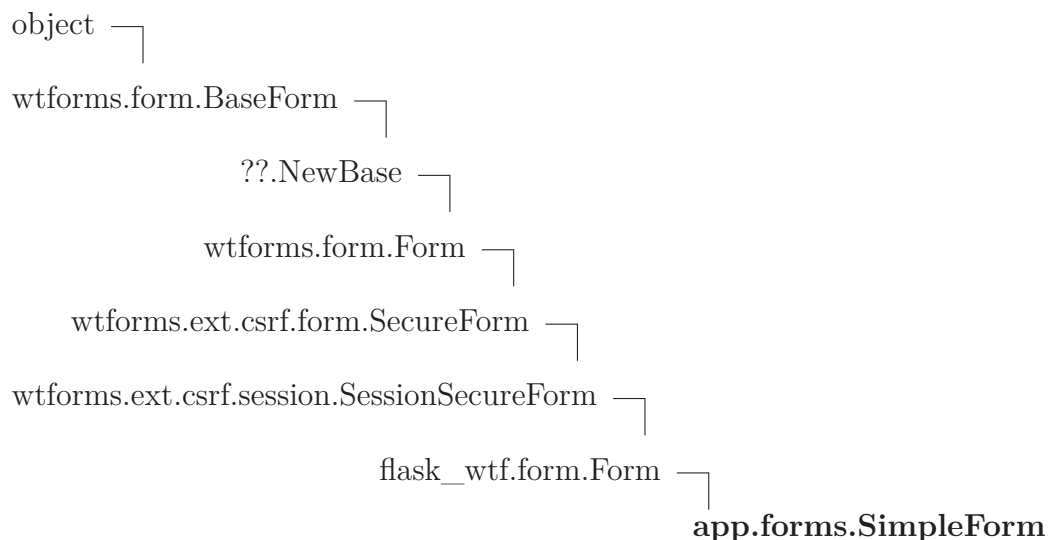 object
wtforms.form.BaseForm
??.NewBase
wtforms.form.Form
wtforms.ext.csrf.form.SecureForm
wtforms.ext.csrf.session.SessionSecureForm
flask_wtf.form.Form
app.forms.SimpleForm